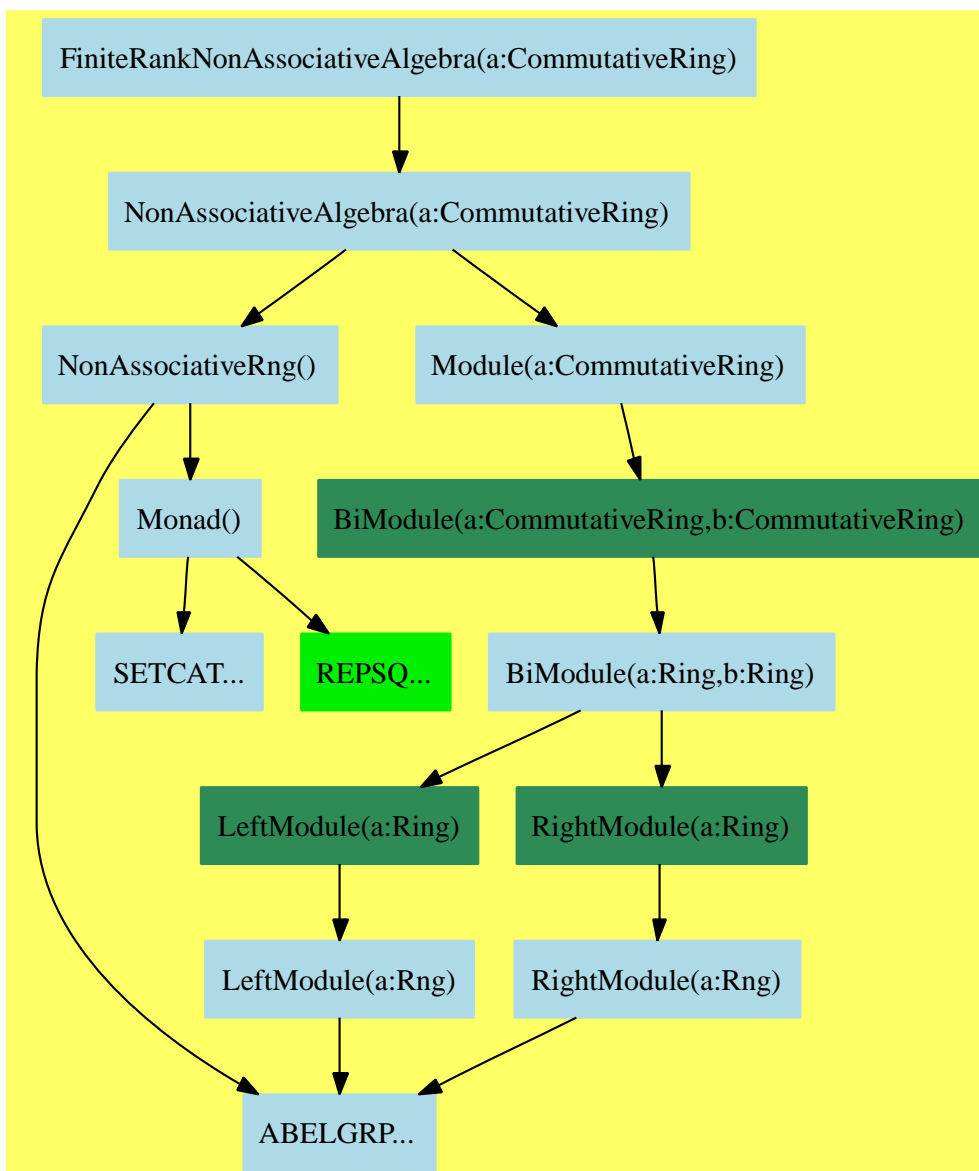 FiniteRankNonAssociativeAlgebra(a:CommutativeRing)
NonAssociativeAlgebra(a:CommutativeRing)
NonAssociativeRng()
Module(a:CommutativeRing)
Monad()
BiModule(a:CommutativeRing,b:CommutativeRing)
SETCAT...
REPSQ...
BiModule(a:Ring,b:Ring)
LeftModule(a:Ring)
RightModule(a:Ring)
LeftModule(a:Rng)
RightModule(a:Rng)
ABELGRP...